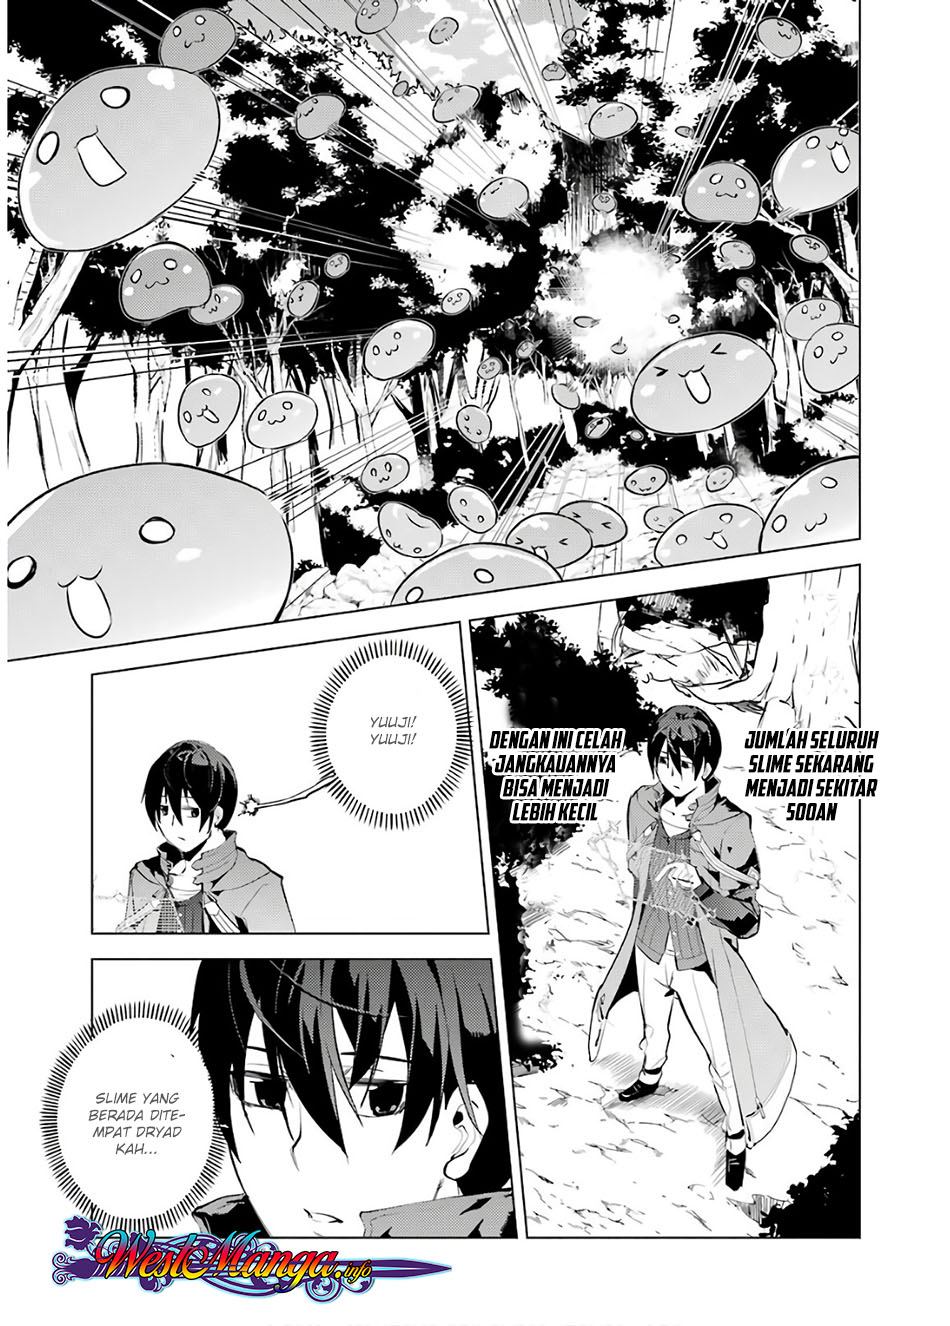 JUMLAH SELURUH
SLIME SEKARANG
MENJADI SEKITAR
500AN
DENGAN INI CELAH
JANGKAUANNYA
BISA MENJADI
LEBIH KECIL
YUUJI!
YUUJI!
SLIME YANG
BERADA DITE-
MPAT DRYAD
KAH...
WestManga.info